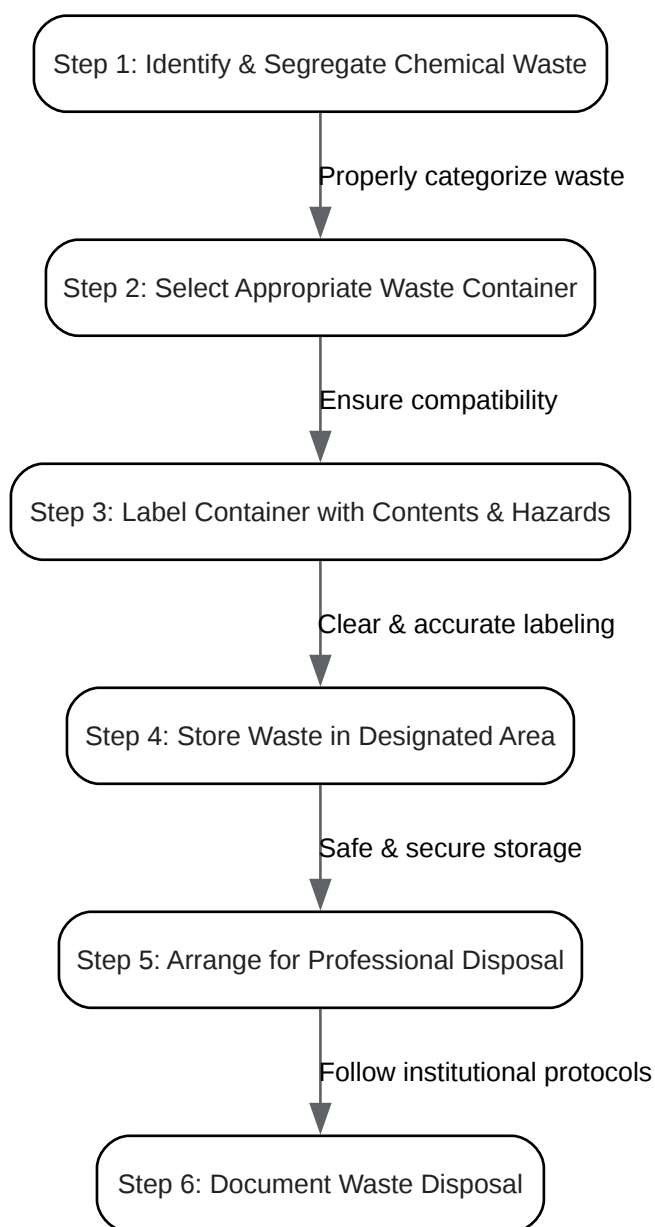 Step 1: Identify & Segregate Chemical Waste
Properly categorize waste
Step 2: Select Appropriate Waste Container
Ensure compatibility
Step 3: Label Container with Contents & Hazards
Clear & accurate labeling
Step 4: Store Waste in Designated Area
Safe & secure storage
Step 5: Arrange for Professional Disposal
Follow institutional protocols
Step 6: Document Waste Disposal